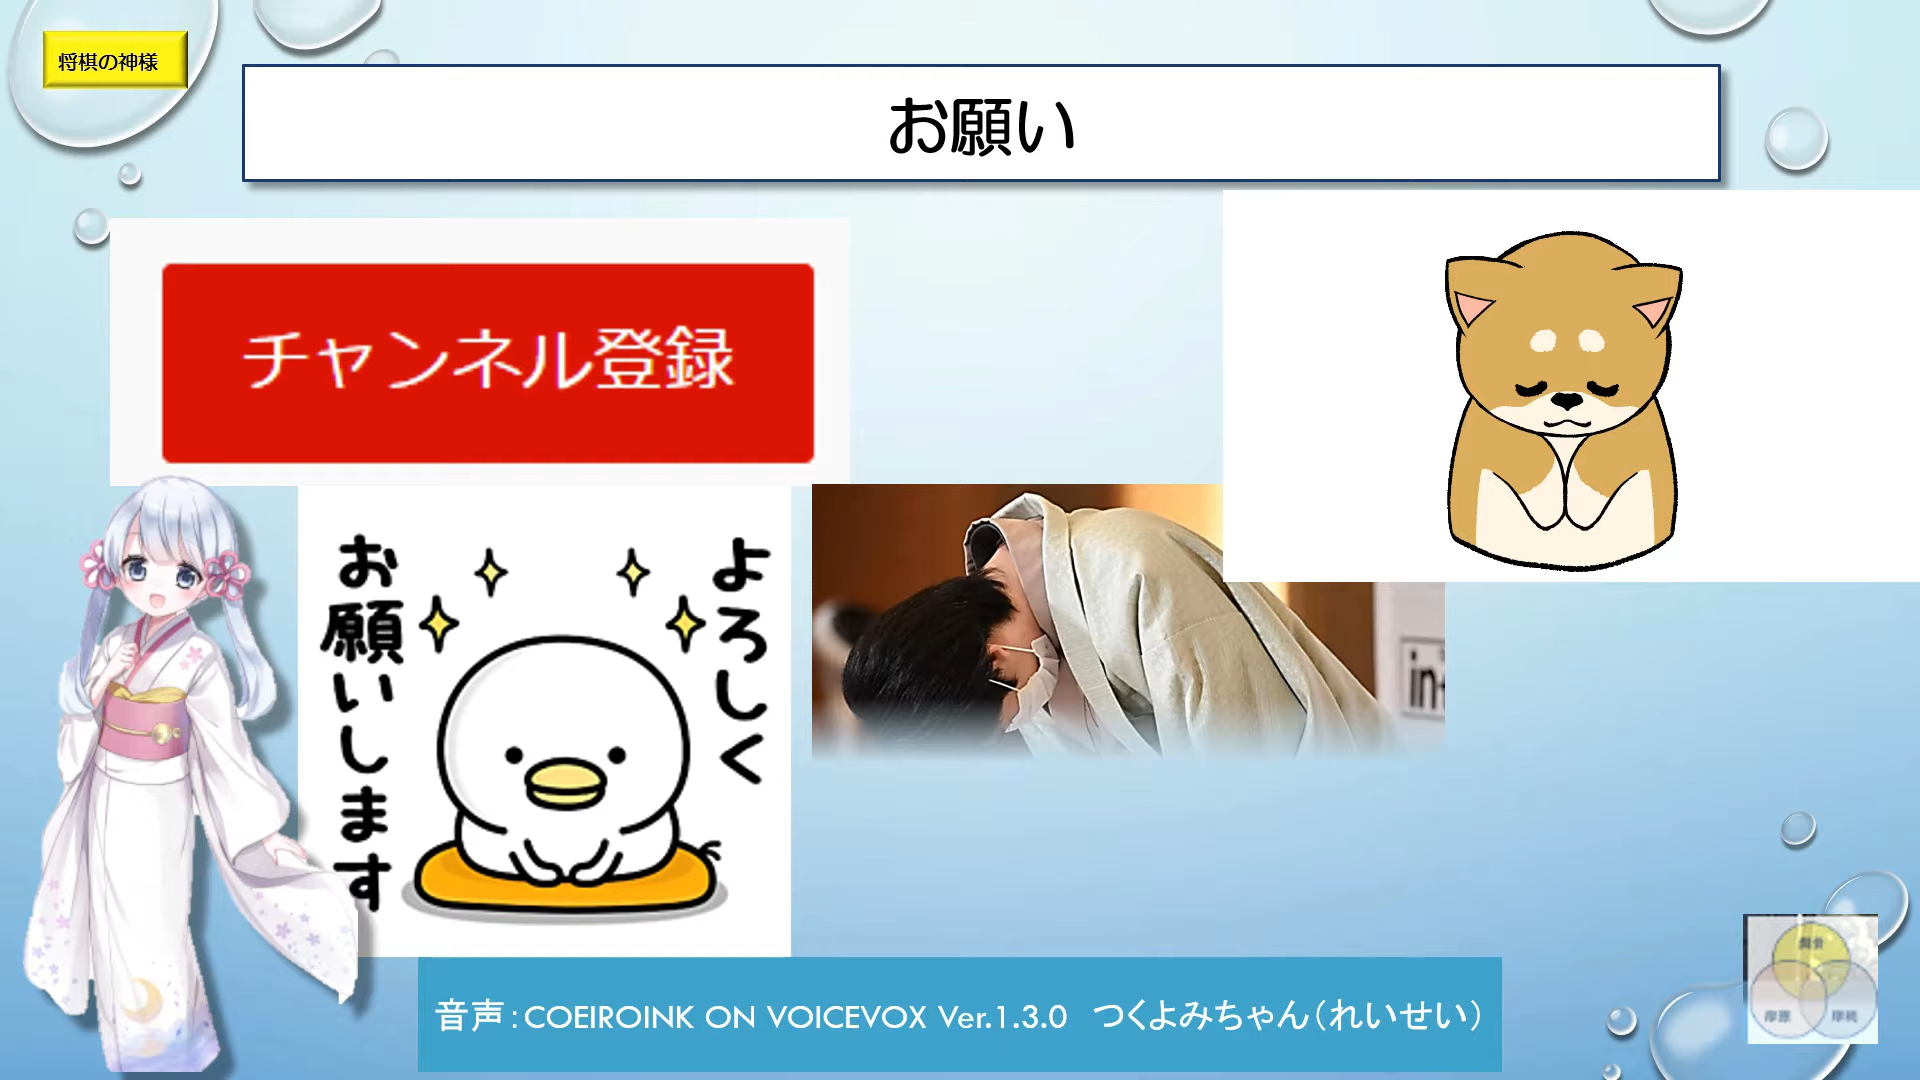 将棋の神様
お願い
チャンネル登録
よろしく
お願いします
音声：COEIROINK ON VOICEVOX Ver.1.3.0　つくよみちゃん（れいせい）